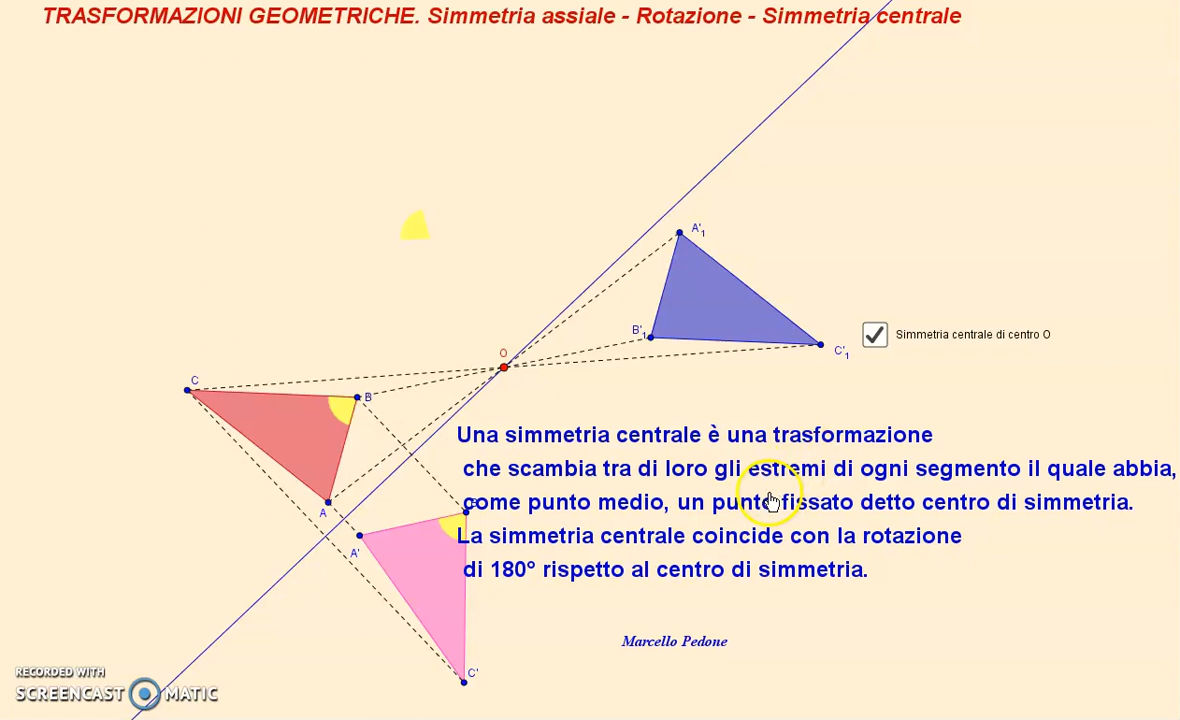 TRASFORMAZIONI GEOMETRICHE. Simmetria assiale - Rotazione - Simmetria centrale
A'1
B'1
C'1
Simmetria centrale di centro O
O
C
B
A
Una simmetria centrale è una trasformazione
che scambia tra di loro gli estremi di ogni segmento il quale abbia,
come punto medio, un punto fissato detto centro di simmetria.
La simmetria centrale coincide con la rotazione
di 180° rispetto al centro di simmetria.
A'
C'
Marcello Pedone
RECORDED WITH
SCREENCAST MATIC